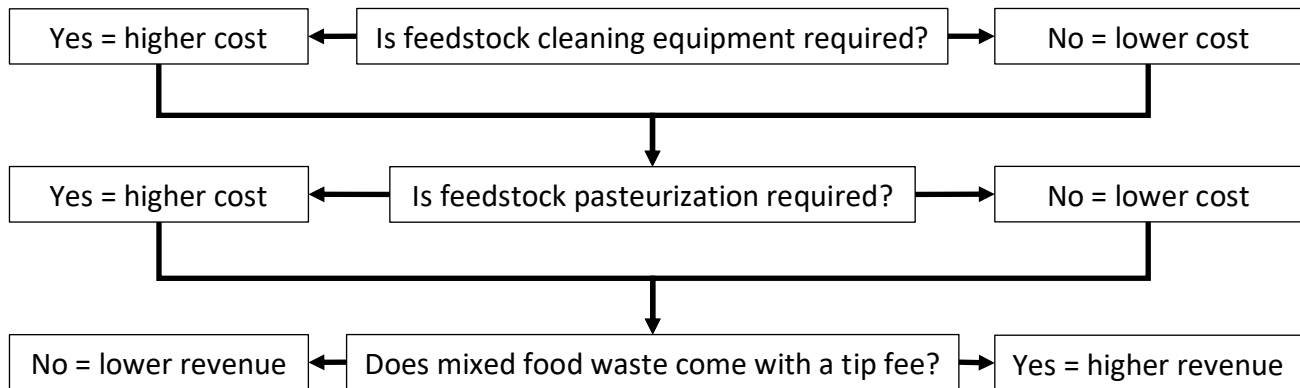 Yes = higher cost
Is feedstock cleaning equipment required?
No = lower cost
Yes = higher cost
Is feedstock pasteurization required?
No = lower cost
No = lower revenue
Does mixed food waste come with a tip fee?
Yes = higher revenue